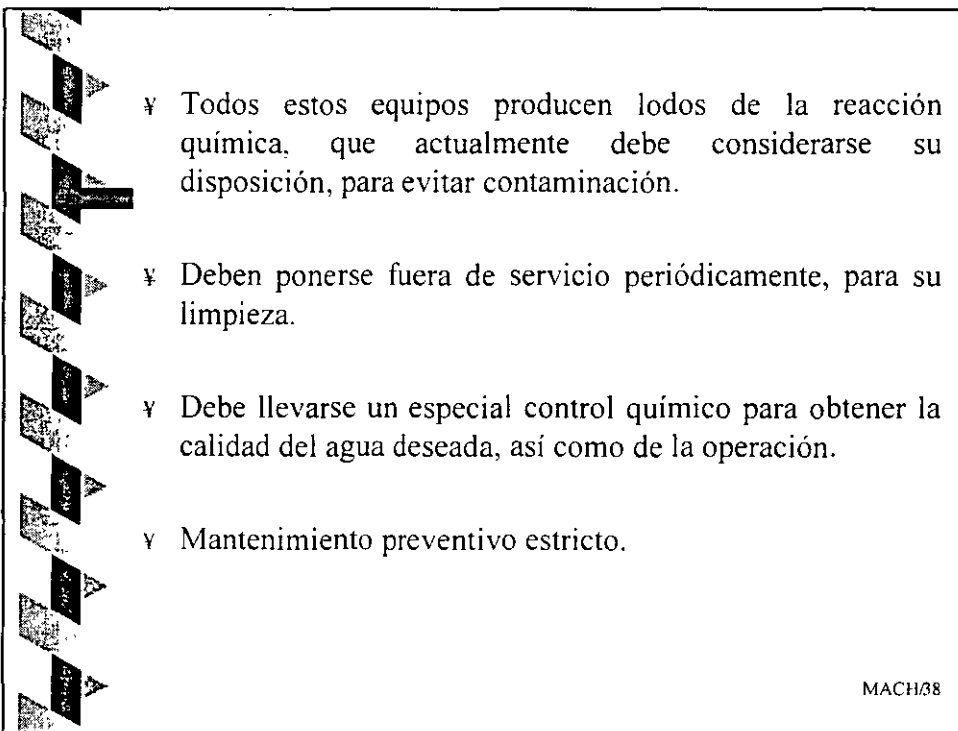 ¥ Todos estos equipos producen lodos de la reacción
química, que actualmente debe considerarse su
disposición, para evitar contaminación.
¥ Deben ponerse fuera de servicio periódicamente, para su
limpieza.
¥ Debe llevarse un especial control químico para obtener la
calidad del agua deseada, así como de la operación.
¥ Mantenimiento preventivo estricto.
MACH/38